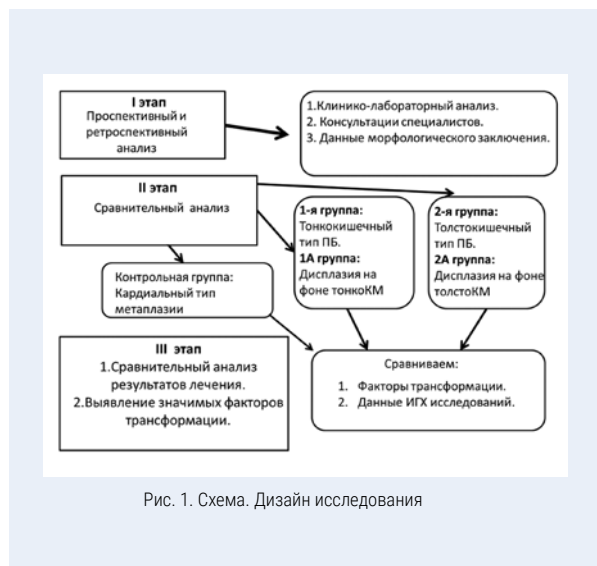 I этап
Проспективный и
ретроспективный
анализ
1.Клинико-лабораторный анализ.
2. Консультации специалистов.
3. Данные морфологического заключения.
II этап
Сравнительный анализ
1-я группа:
Тонкокишечный
тип ПБ.
1А группа:
Дисплазия на
фоне тонкоКМ
2-я группа:
Толстокишечный
тип ПБ.
2А группа:
Дисплазия на фоне
толстоКМ
Контрольная группа:
Кардиальный тип
метаплазии
III этап
1.Сравнительный анализ
результатов лечения.
2.Выявление значимых факторов
трансформации.
Сравниваем:
1. Факторы трансформации.
2. Данные ИГХ исследований.
Рис. 1. Схема. Дизайн исследования